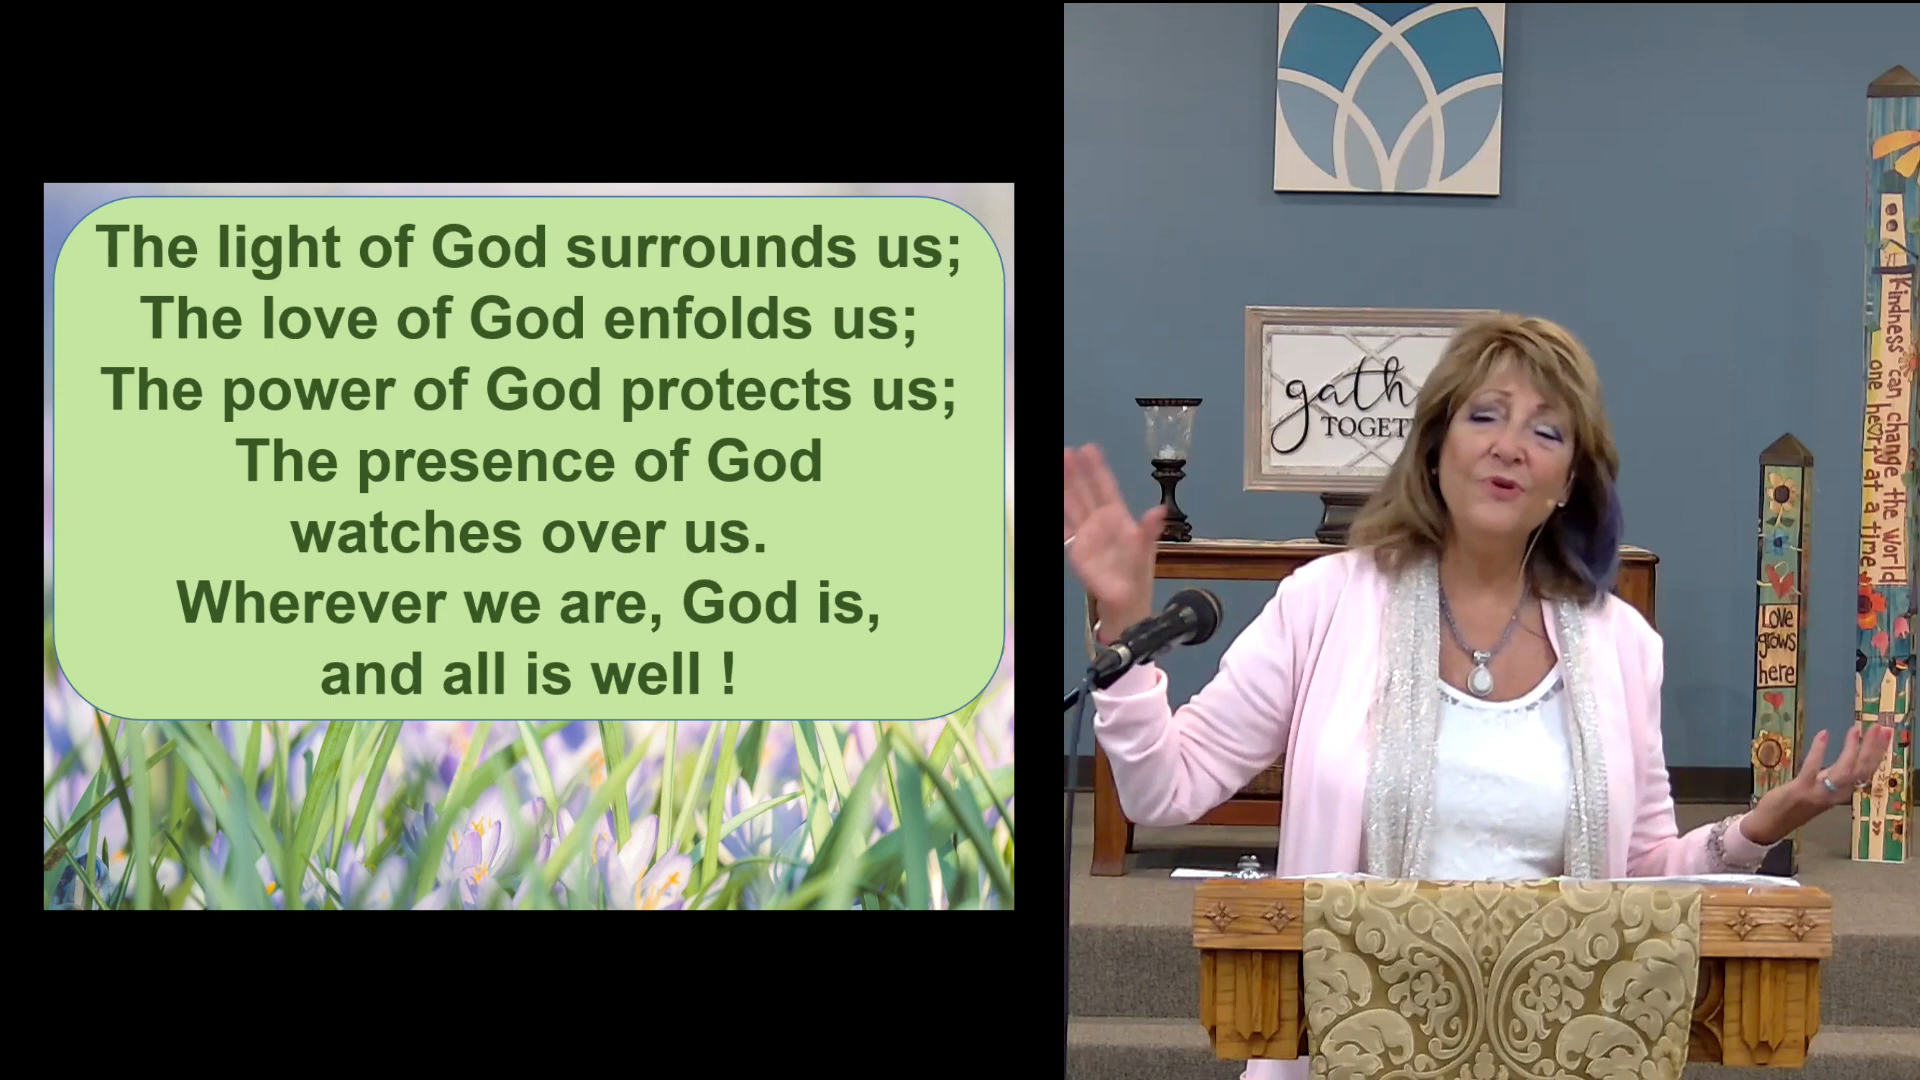 The light of God surrounds us;
The love of God enfolds us;
The power of God protects us;
The presence of God
watches over us.
Wherever we are, God is,
and all is well !
gath
TOGET
Kindness can change the world
one heart at a time
Love
grows
here